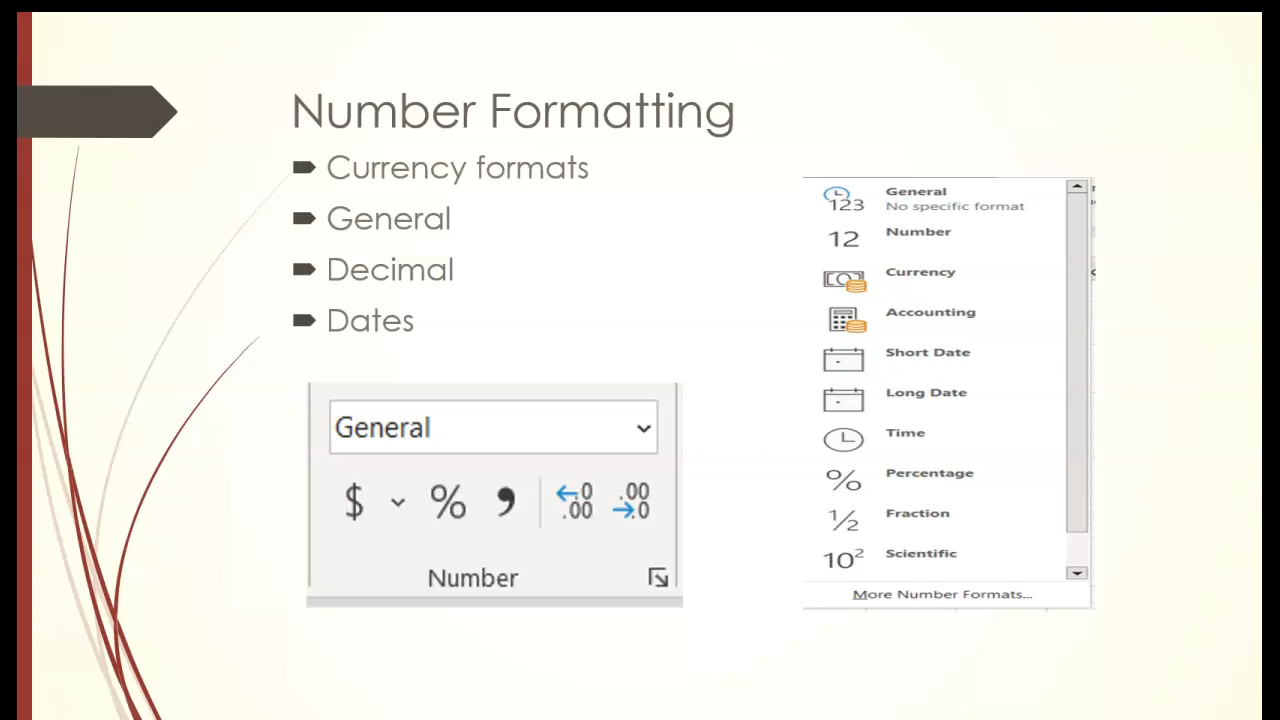 Number Formatting
Currency formats
General
Decimal
Dates
General
$ % , .0 .00 .00 .0
Number
123 General
No specific format
12 Number
Currency
Accounting
Short Date
Long Date
Time
% Percentage
½ Fraction
10² Scientific
More Number Formats...